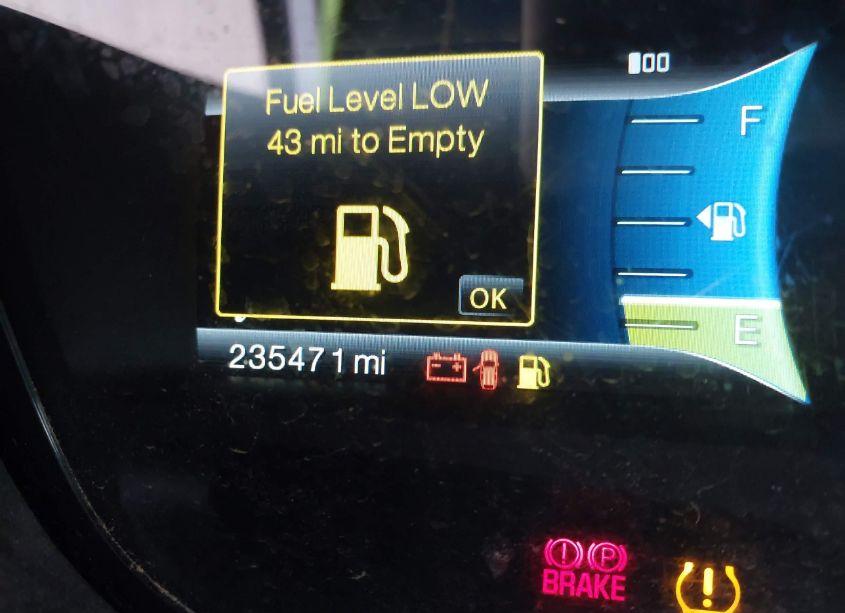 Fuel Level LOW
43 mi to Empty
OK
F
E
235471 mi
! P
BRAKE
!